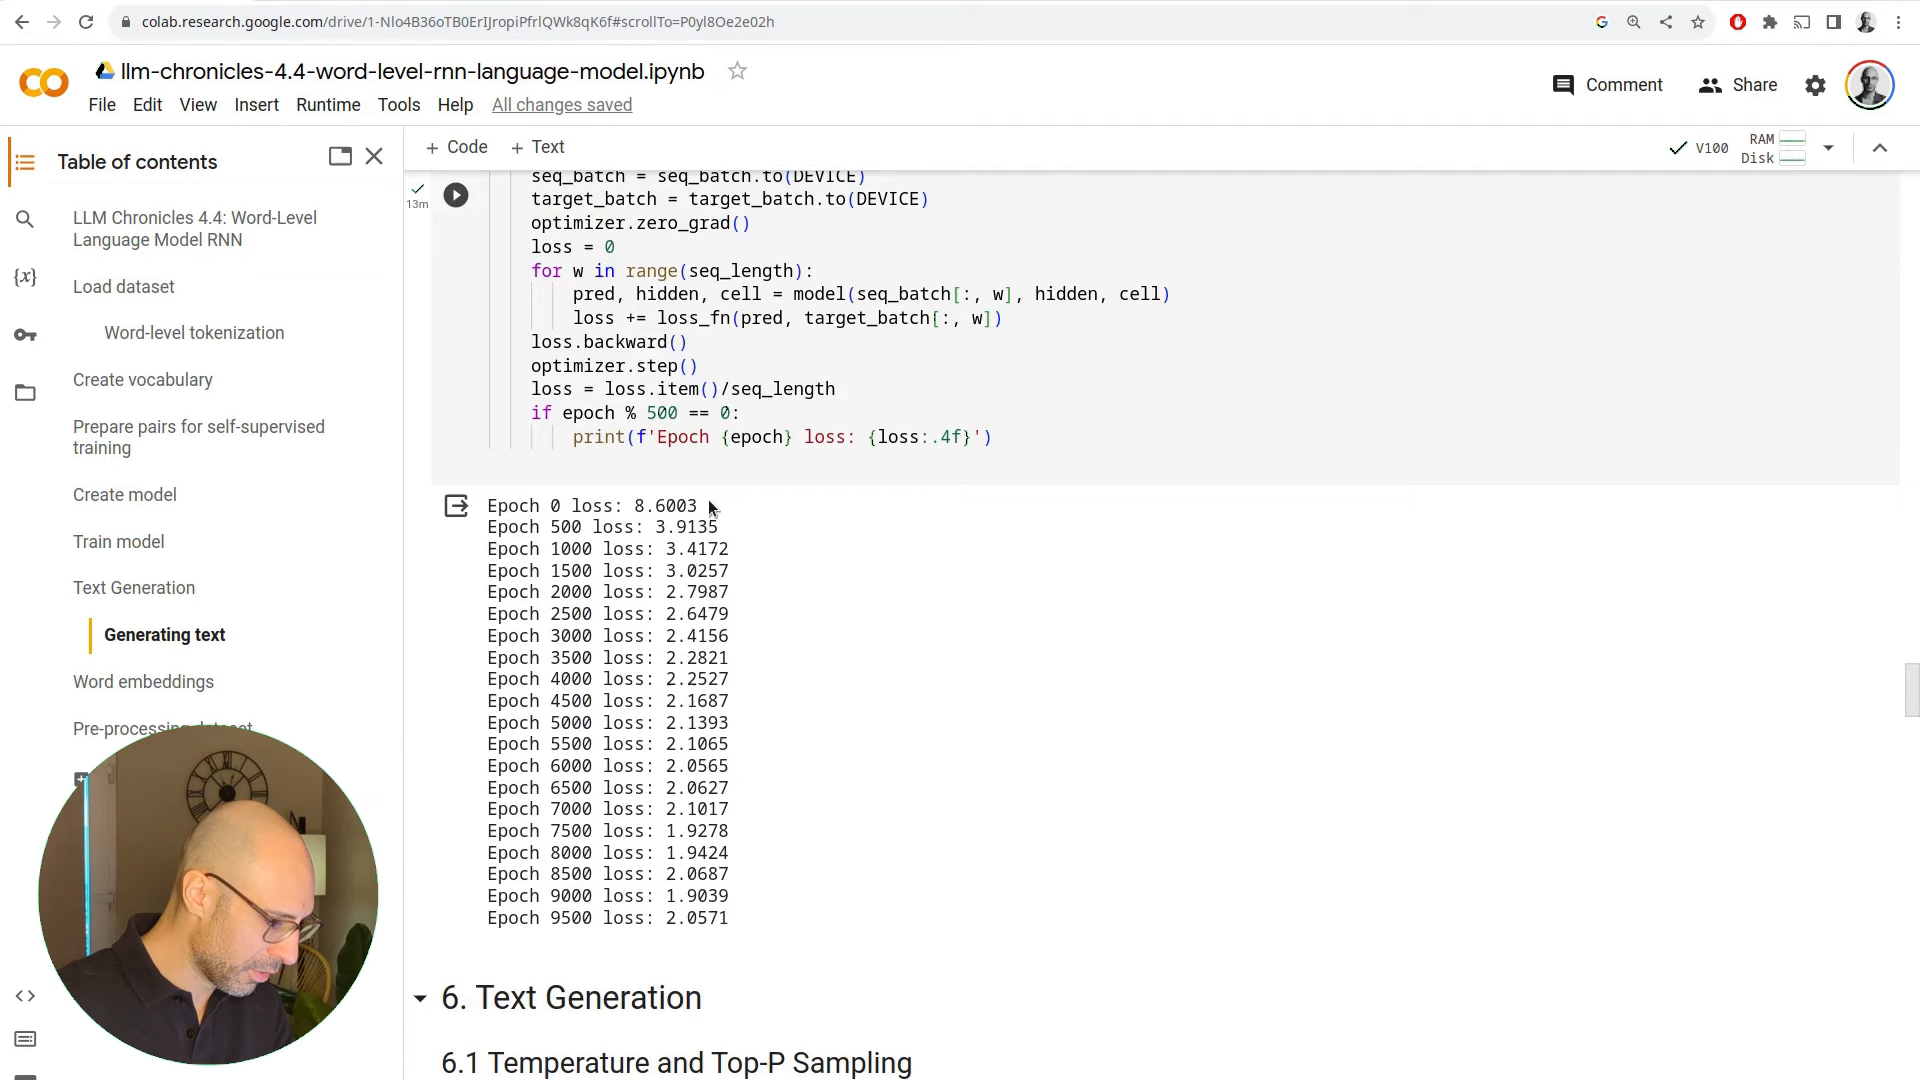 colab.research.google.com/drive/1-Nlo4B36oTB0ErIJropiPfrlQWk8qK6f#scrollTo=P0yl8Oe2e02h
llm-chronicles-4.4-word-level-rnn-language-model.ipynb
File Edit View Insert Runtime Tools Help All changes saved
Comment
Share
Table of contents
+ Code + Text
V100
RAM
Disk
LLM Chronicles 4.4: Word-Level
Language Model RNN
Load dataset
Word-level tokenization
Create vocabulary
Prepare pairs for self-supervised
training
Create model
Train model
Text Generation
Generating text
Word embeddings
Pre-processing dataset
{x}
13m
seq_batch = seq_batch.to(DEVICE)
target_batch = target_batch.to(DEVICE)
optimizer.zero_grad()
loss = 0
for w in range(seq_length):
pred, hidden, cell = model(seq_batch[:, w], hidden, cell)
loss += loss_fn(pred, target_batch[:, w])
loss.backward()
optimizer.step()
loss = loss.item()/seq_length
if epoch % 500 == 0:
print(f'Epoch {epoch} loss: {loss:.4f}')
Epoch 0 loss: 8.6003
Epoch 500 loss: 3.9135
Epoch 1000 loss: 3.4172
Epoch 1500 loss: 3.0257
Epoch 2000 loss: 2.7987
Epoch 2500 loss: 2.6479
Epoch 3000 loss: 2.4156
Epoch 3500 loss: 2.2821
Epoch 4000 loss: 2.2527
Epoch 4500 loss: 2.1687
Epoch 5000 loss: 2.1393
Epoch 5500 loss: 2.1065
Epoch 6000 loss: 2.0565
Epoch 6500 loss: 2.0627
Epoch 7000 loss: 2.1017
Epoch 7500 loss: 1.9278
Epoch 8000 loss: 1.9424
Epoch 8500 loss: 2.0687
Epoch 9000 loss: 1.9039
Epoch 9500 loss: 2.0571
6. Text Generation
6.1 Temperature and Top-P Sampling